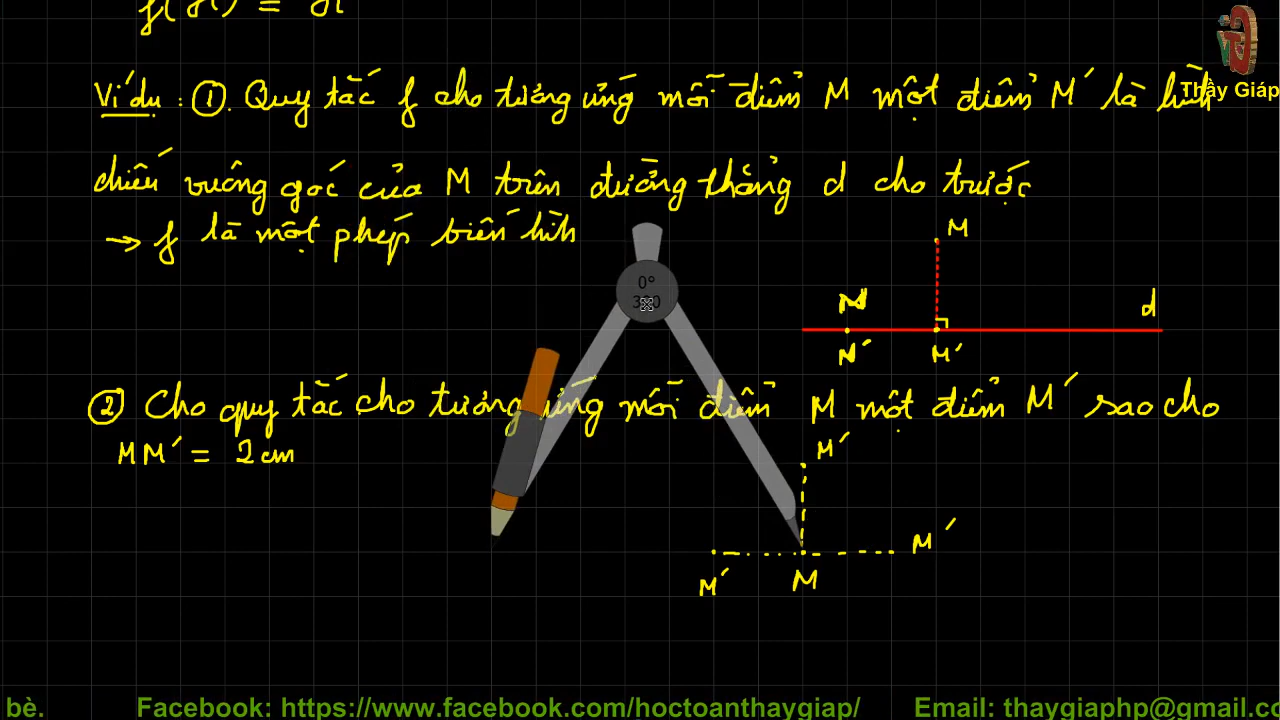 f(H) = H'
Thầy Giáp
Ví dụ : ①. Quy tắc f cho tương ứng mỗi điểm M một điểm M' là hình
chiếu vuông góc của M trên đường thẳng d cho trước
→ f là một phép biến hình
M
N
d
N'
M'
0°
② Cho quy tắc cho tương ứng mỗi điểm M một điểm M' sao cho
MM' = 2cm
M'
M'
M'
M
bè. Facebook: https://www.facebook.com/hoctoanthaygiap/ Email: thaygiaphp@gmail.co